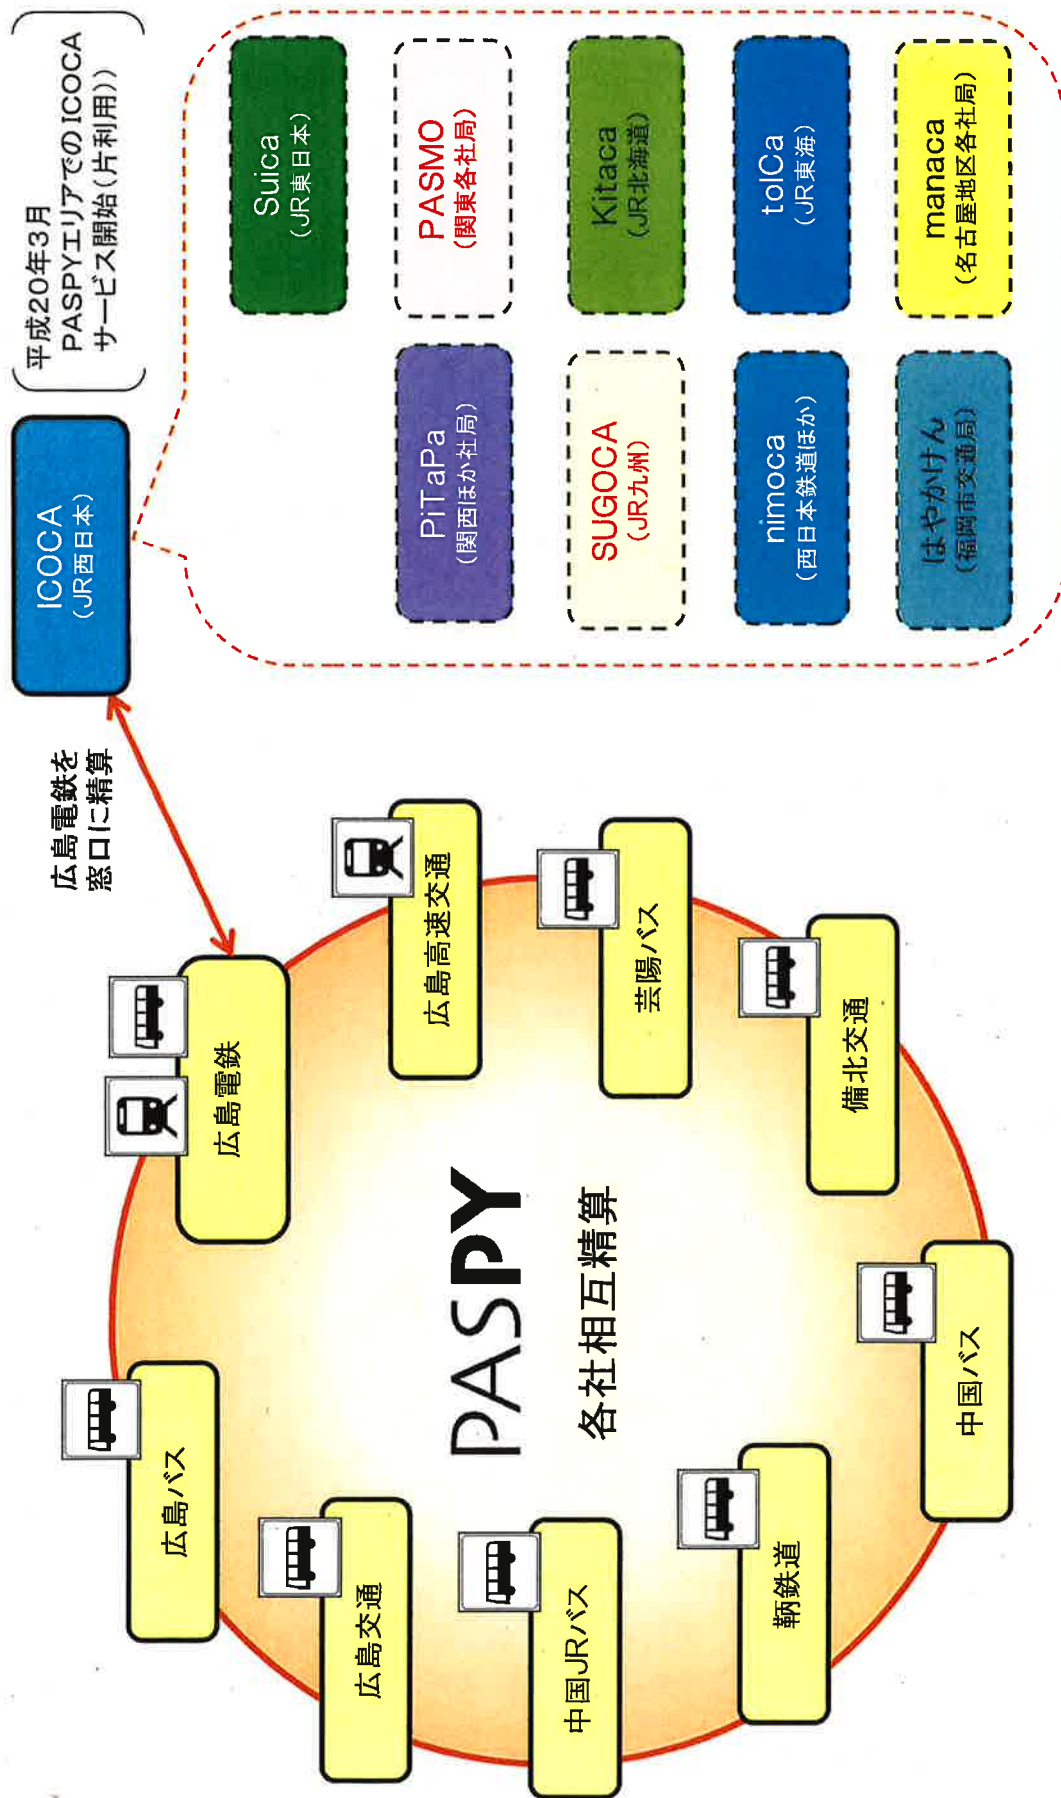 ICOCA
(JR西日本)
平成20年3月
PASPYエリアでのICOCA
サービス開始(片利用))
広島電鉄を
窓口に精算
Suica
(JR東日本)
PiTaPa
(関西ほか社局)
PASMO
(関東各社局)
SUGOCA
(JR九州)
Kitaca
(JR北海道)
nimoca
(西日本鉄道ほか)
toICa
(JR東海)
はやかけん
(福岡市交通局)
manaca
(名古屋地区各社局)
PASPY
各社相互精算
広島電鉄
広島高速交通
芸陽バス
備北交通
中国バス
鞆鉄道
中国JRバス
広島交通
広島バス